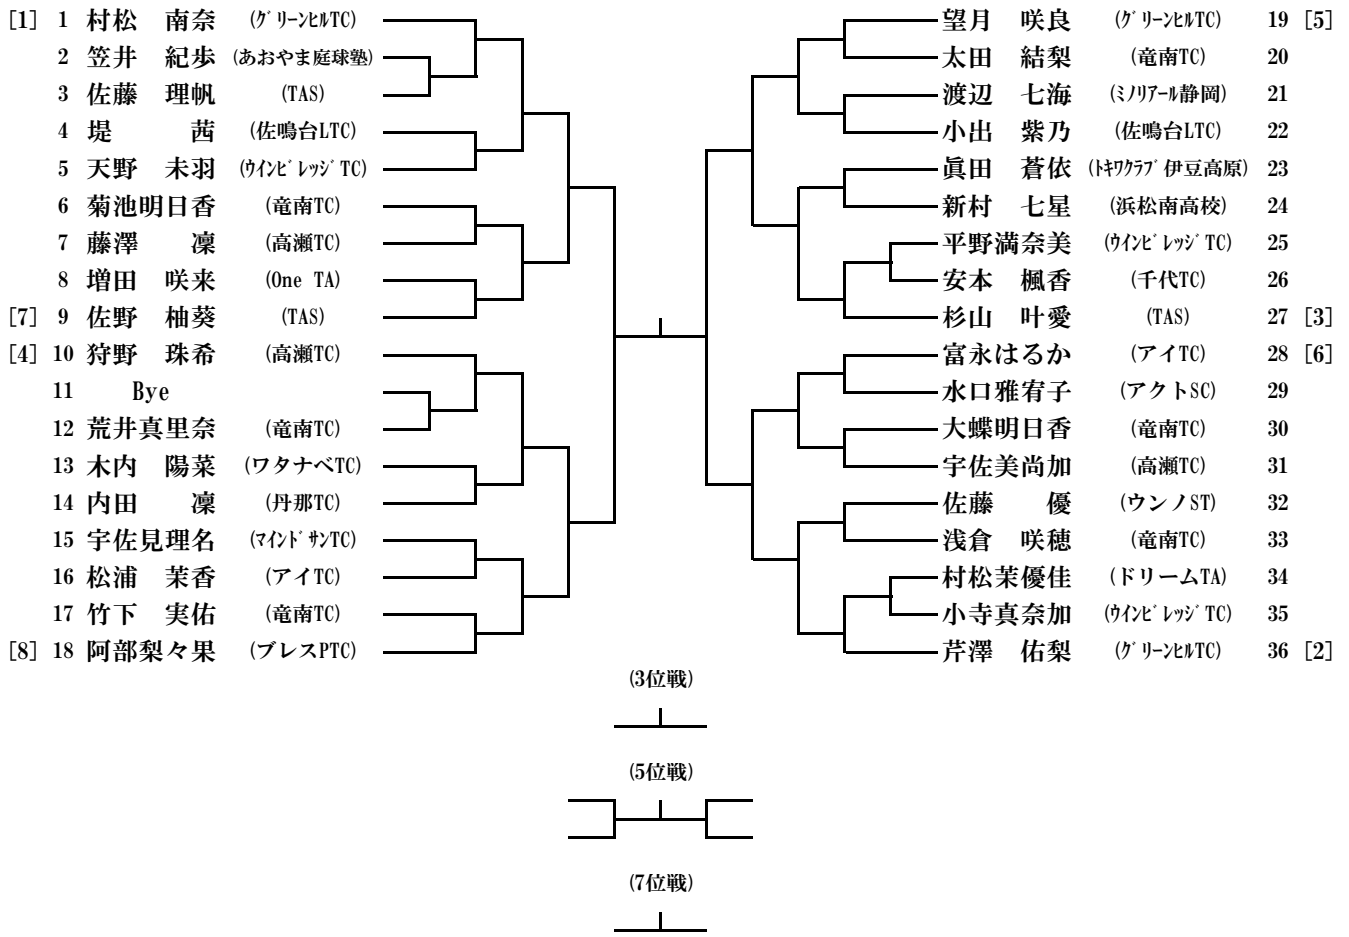 [1] 1 村松 南奈 (グリーンヒルTC)
2 笠井 紀歩 (あおやま庭球塾)
3 佐藤 理帆 (TAS)
4 堤 茜 (佐鳴台LTC)
5 天野 未羽 (ウインビレッジTC)
6 菊池明日香 (竜南TC)
7 藤澤 凜 (高瀬TC)
8 増田 咲来 (One TA)
[7] 9 佐野 柚葵 (TAS)
[4] 10 狩野 珠希 (高瀬TC)
11 Bye
12 荒井真里奈 (竜南TC)
13 木内 陽菜 (ワタナベTC)
14 内田 凜 (丹那TC)
15 宇佐見理名 (マインドサンTC)
16 松浦 茉香 (アイTC)
17 竹下 実佑 (竜南TC)
[8] 18 阿部梨々果 (ブレスPTC)
望月 咲良 (グリーンヒルTC) 19 [5]
太田 結梨 (竜南TC) 20
渡辺 七海 (ミノリアール静岡) 21
小出 紫乃 (佐鳴台LTC) 22
眞田 蒼依 (トキワクラブ伊豆高原) 23
新村 七星 (浜松南高校) 24
平野満奈美 (ウインビレッジTC) 25
安本 楓香 (千代TC) 26
杉山 叶愛 (TAS) 27 [3]
富永はるか (アイTC) 28 [6]
水口雅宥子 (アクトSC) 29
大蝶明日香 (竜南TC) 30
宇佐美尚加 (高瀬TC) 31
佐藤 優 (ウンノST) 32
浅倉 咲穂 (竜南TC) 33
村松茉優佳 (ドリームTA) 34
小寺真奈加 (ウインビレッジTC) 35
芹澤 佑梨 (グリーンヒルTC) 36 [2]
(3位戦)
(5位戦)
(7位戦)